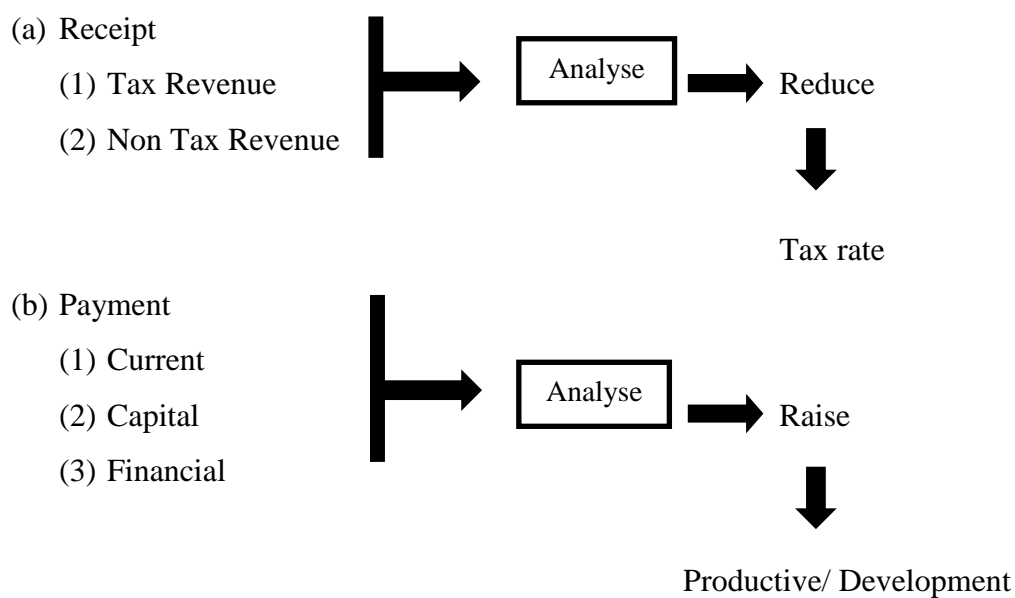 (a) Receipt
(1) Tax Revenue
(2) Non Tax Revenue
Analyse
Reduce
Tax rate
(b) Payment
(1) Current
(2) Capital
(3) Financial
Analyse
Raise
Productive/ Development